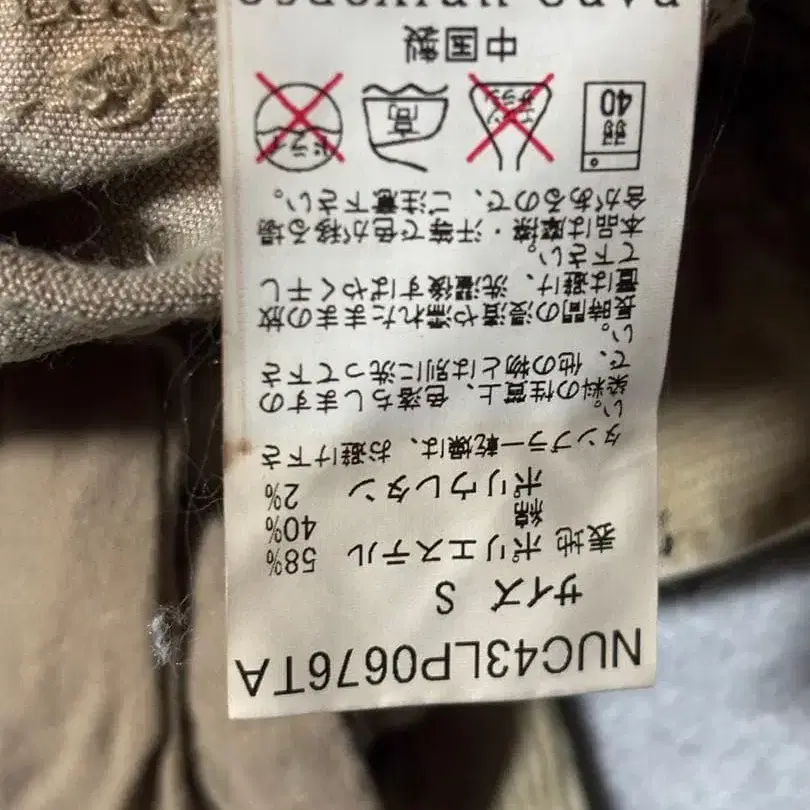 NUC43LP0676TA
サイズ S
表地 ポリエステル 58%
綿 40%
ポリウレタン 2%
タンブラー乾燥は、お避け下さ
い。
染料の性質上、色落ちしますの
で、他の物とは別に洗って下さ
い。
長時間の浸漬や濡れたままの放
置は避け、洗濯後すばやく干し
て下さい。
本品は摩擦・汗等で色が移る場
合があるので、ご注意下さい。
弱 40 高 ドライ
中国製